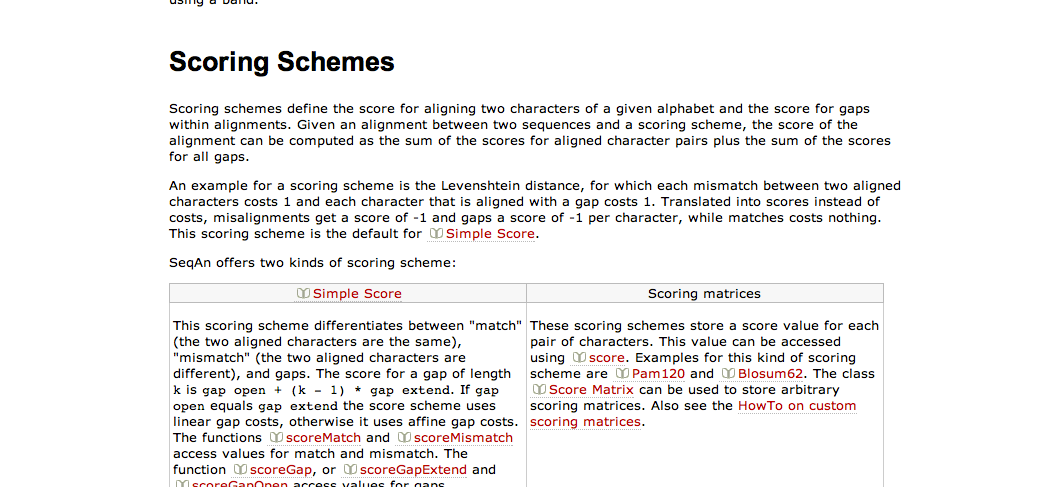 using a band.
Scoring Schemes
Scoring schemes define the score for aligning two characters of a given alphabet and the score for gaps
within alignments. Given an alignment between two sequences and a scoring scheme, the score of the
alignment can be computed as the sum of the scores for aligned character pairs plus the sum of the scores
for all gaps.
An example for a scoring scheme is the Levenshtein distance, for which each mismatch between two aligned
characters costs 1 and each character that is aligned with a gap costs 1. Translated into scores instead of
costs, misalignments get a score of -1 and gaps a score of -1 per character, while matches costs nothing.
This scoring scheme is the default for Simple Score.
SeqAn offers two kinds of scoring scheme:
Simple Score
This scoring scheme differentiates between "match"
(the two aligned characters are the same),
"mismatch" (the two aligned characters are
different), and gaps. The score for a gap of length
k is gap open + (k - 1) * gap extend. If gap
open equals gap extend the score scheme uses
linear gap costs, otherwise it uses affine gap costs.
The functions scoreMatch and scoreMismatch
access values for match and mismatch. The
function scoreGap, or scoreGapExtend and
scoreGapOpen access values for gaps.
Scoring matrices
These scoring schemes store a score value for each
pair of characters. This value can be accessed
using score. Examples for this kind of scoring
scheme are Pam120 and Blosum62. The class
Score Matrix can be used to store arbitrary
scoring matrices. Also see the HowTo on custom
scoring matrices.